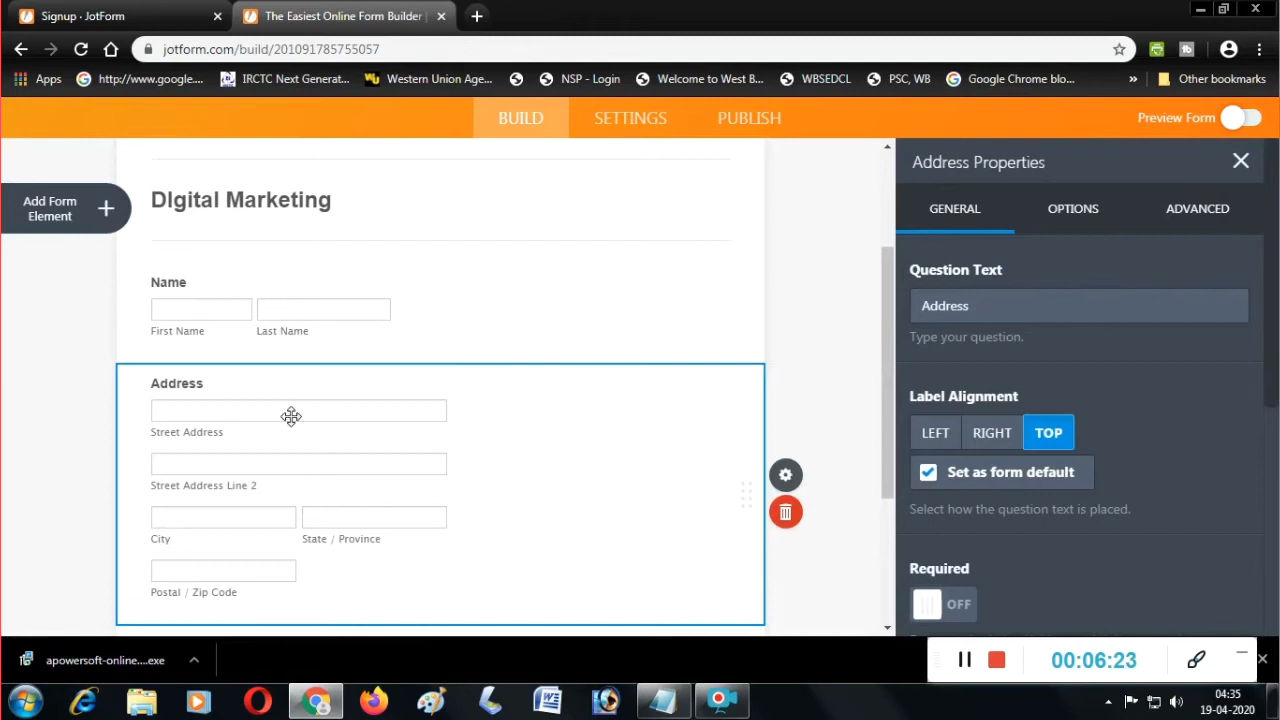 Signup - JotForm
The Easiest Online Form Builder
jotform.com/build/201091785755057
Apps
http://www.google....
IRCTC Next Generat...
Western Union Age...
NSP - Login
Welcome to West B...
WBSEDCL
PSC, WB
Google Chrome blo...
»
Other bookmarks
BUILD
SETTINGS
PUBLISH
Preview Form
Add Form
Element
DIgital Marketing
Name
First Name
Last Name
Address
Street Address
Street Address Line 2
City
State / Province
Postal / Zip Code
Address Properties
GENERAL
OPTIONS
ADVANCED
Question Text
Address
Type your question.
Label Alignment
LEFT
RIGHT
TOP
Set as form default
Select how the question text is placed.
Required
OFF
apowersoft-online....exe
00:06:23
04:35
19-04-2020